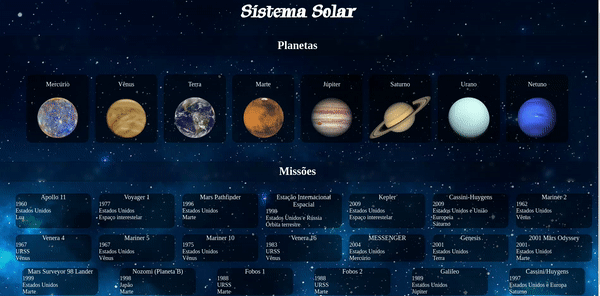 Sistema Solar
Planetas
Mercúrio
Vênus
Terra
Marte
Júpiter
Saturno
Urano
Netuno
Missões
Apollo 11
1960
Estados Unidos
Lua
Voyager 1
1977
Estados Unidos
Espaço interestelar
Mars Pathfinder
1996
Estados Unidos
Marte
Estação Internacional
Espacial
1998
Estados Unidos e Rússia
Órbita terrestre
Kepler
2009
Estados Unidos
Espaço interestelar
Cassini-Huygens
2009
Estados Unidos e União
Europeia
Saturno
Mariner 2
1962
Estados Unidos
Vênus
Venera 4
1967
URSS
Vênus
Mariner 5
1967
Estados Unidos
Vênus
Mariner 10
1975
Estados Unidos
Vênus
Venera 16
1983
URSS
Vênus
MESSENGER
2004
Estados Unidos
Mercúrio
Genesis
2001
Estados Unidos
Terra
2001 Mars Odyssey
2001
Estados Unidos
Marte
Mars Surveyor 98 Lander
1999
Estados Unidos
Marte
Nozomi (Planeta B)
1998
Japão
Marte
Fobos 1
1988
URSS
Marte
Fobos 2
1988
URSS
Marte
Galileo
1989
Estados Unidos
Júpiter
Cassini/Huygens
1997
Estados Unidos e Europa
Saturno